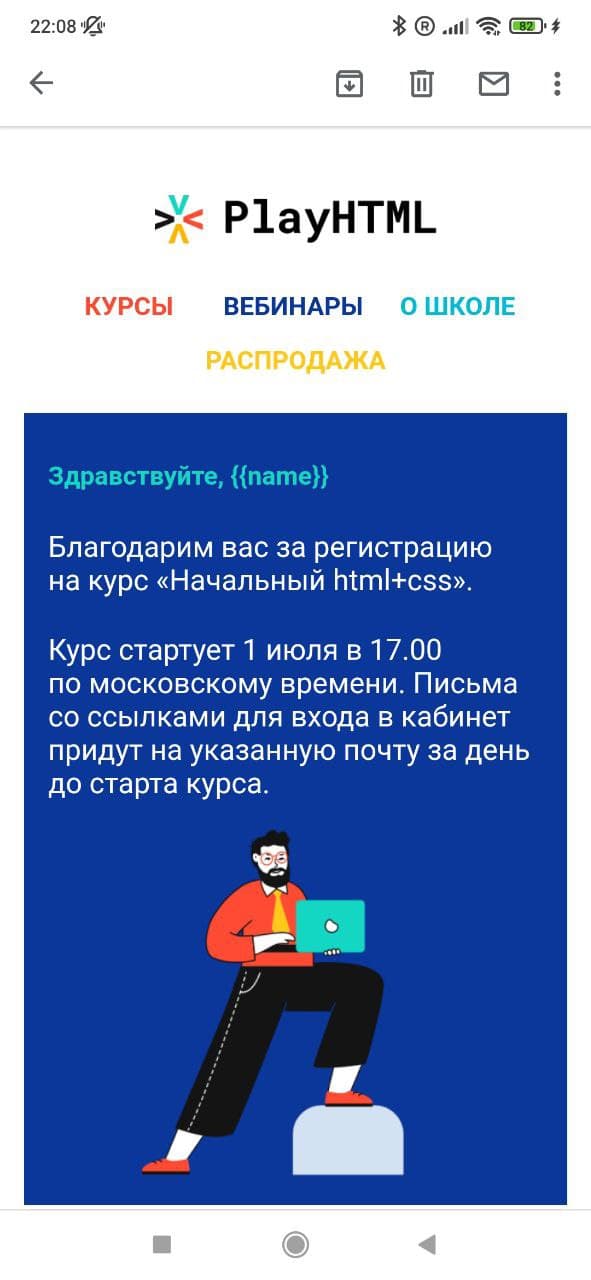 22:08
82
PlayHTML
КУРСЫ ВЕБИНАРЫ О ШКОЛЕ
РАСПРОДАЖА
Здравствуйте, {{name}}
Благодарим вас за регистрацию
на курс «Начальный html+css».
Курс стартует 1 июля в 17.00
по московскому времени. Письма
со ссылками для входа в кабинет
придут на указанную почту за день
до старта курса.